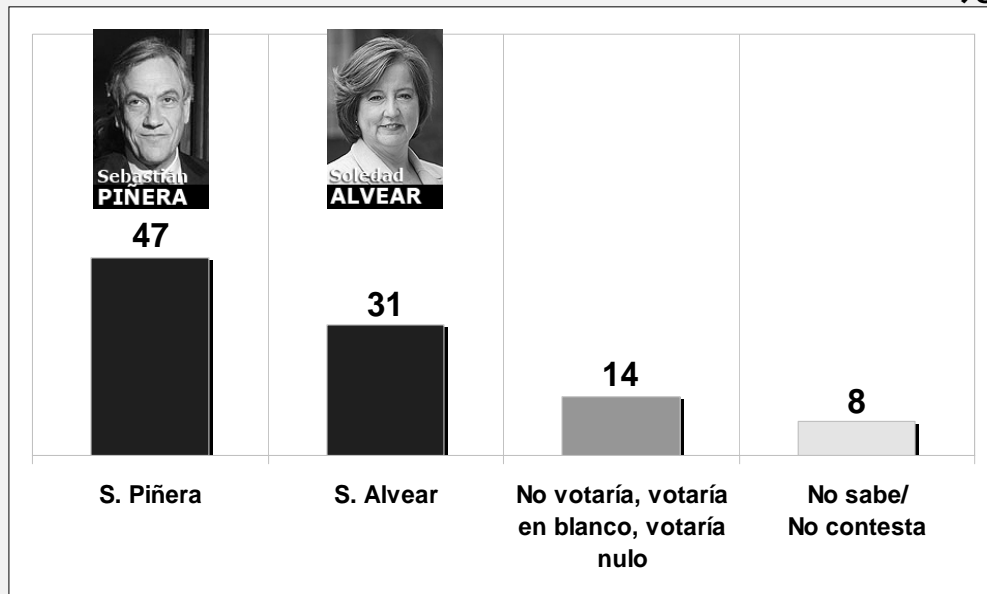 Sebastián
PIÑERA
Soledad
ALVEAR
47
31
14
8
S. Piñera
S. Alvear
No votaría, votaría
en blanco, votaría
nulo
No sabe/
No contesta